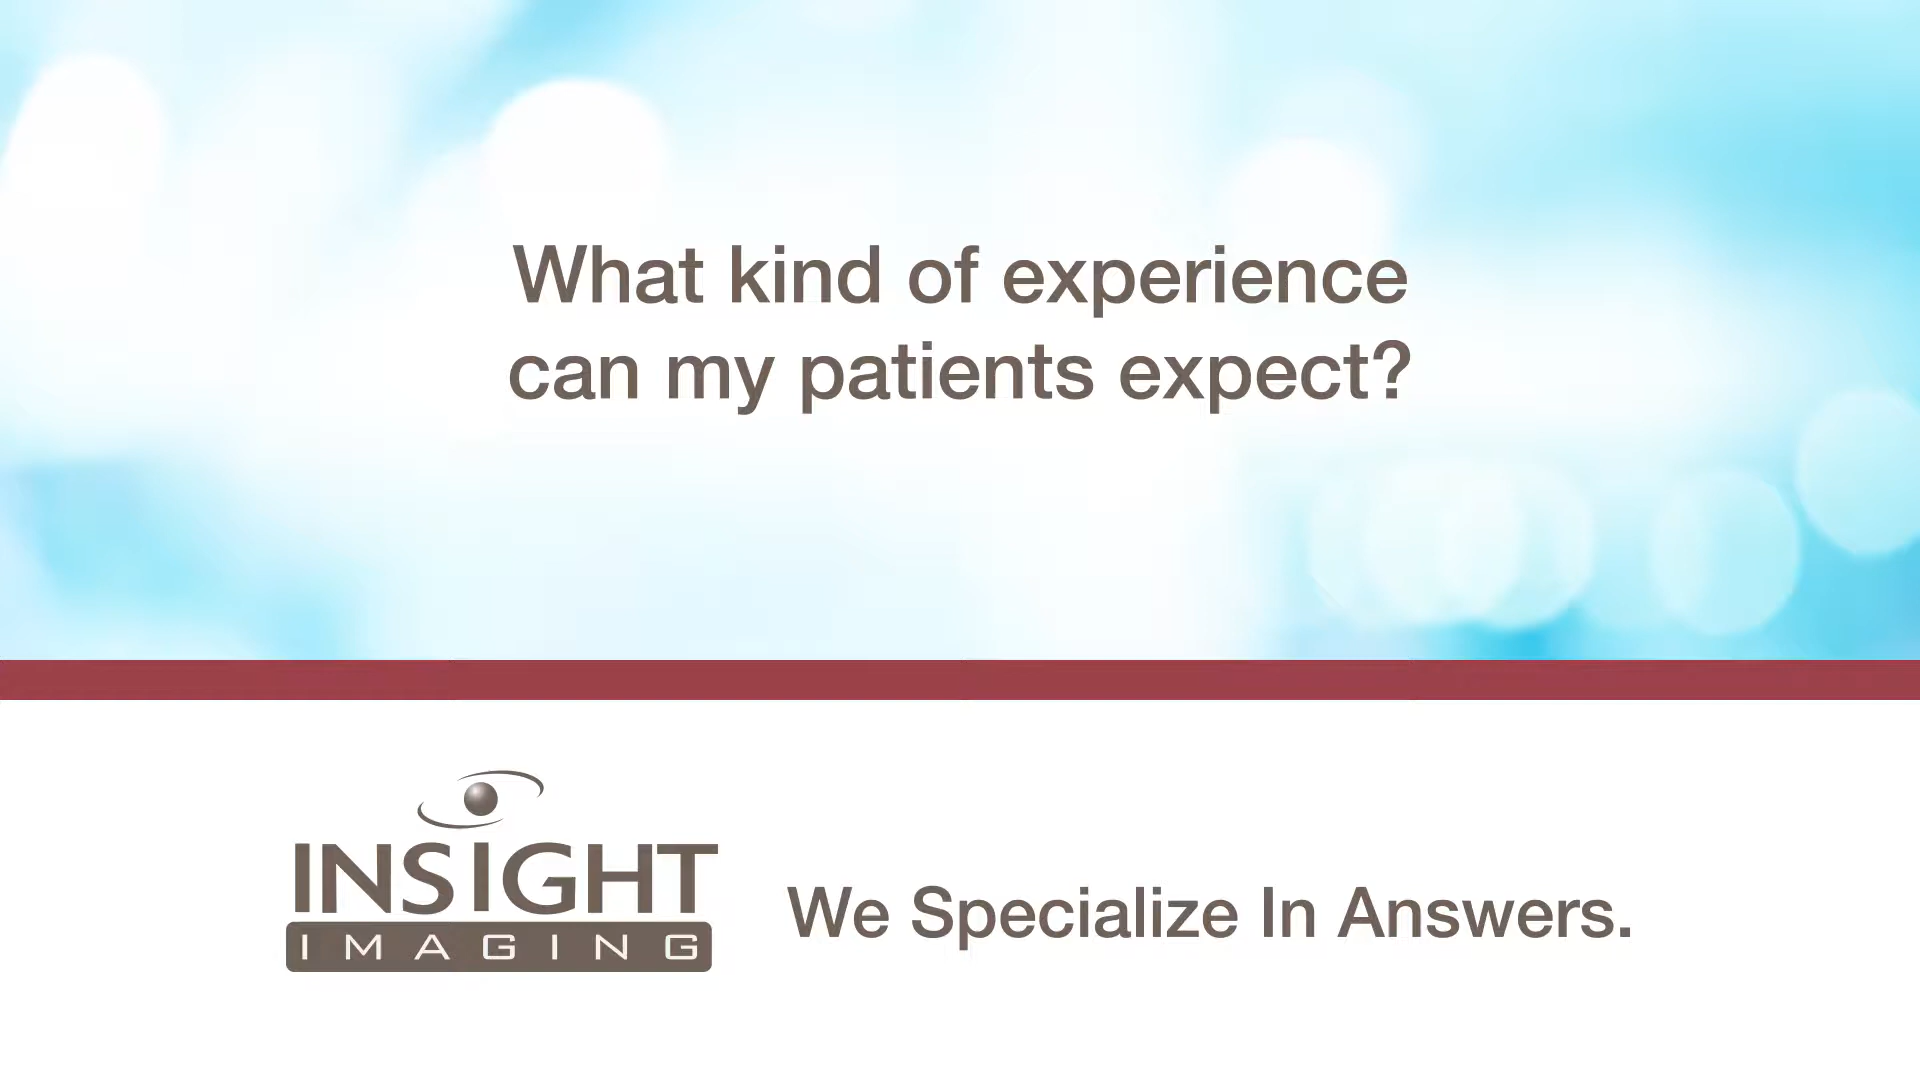 What kind of experience
can my patients expect?
INSIGHT
IMAGING
We Specialize In Answers.